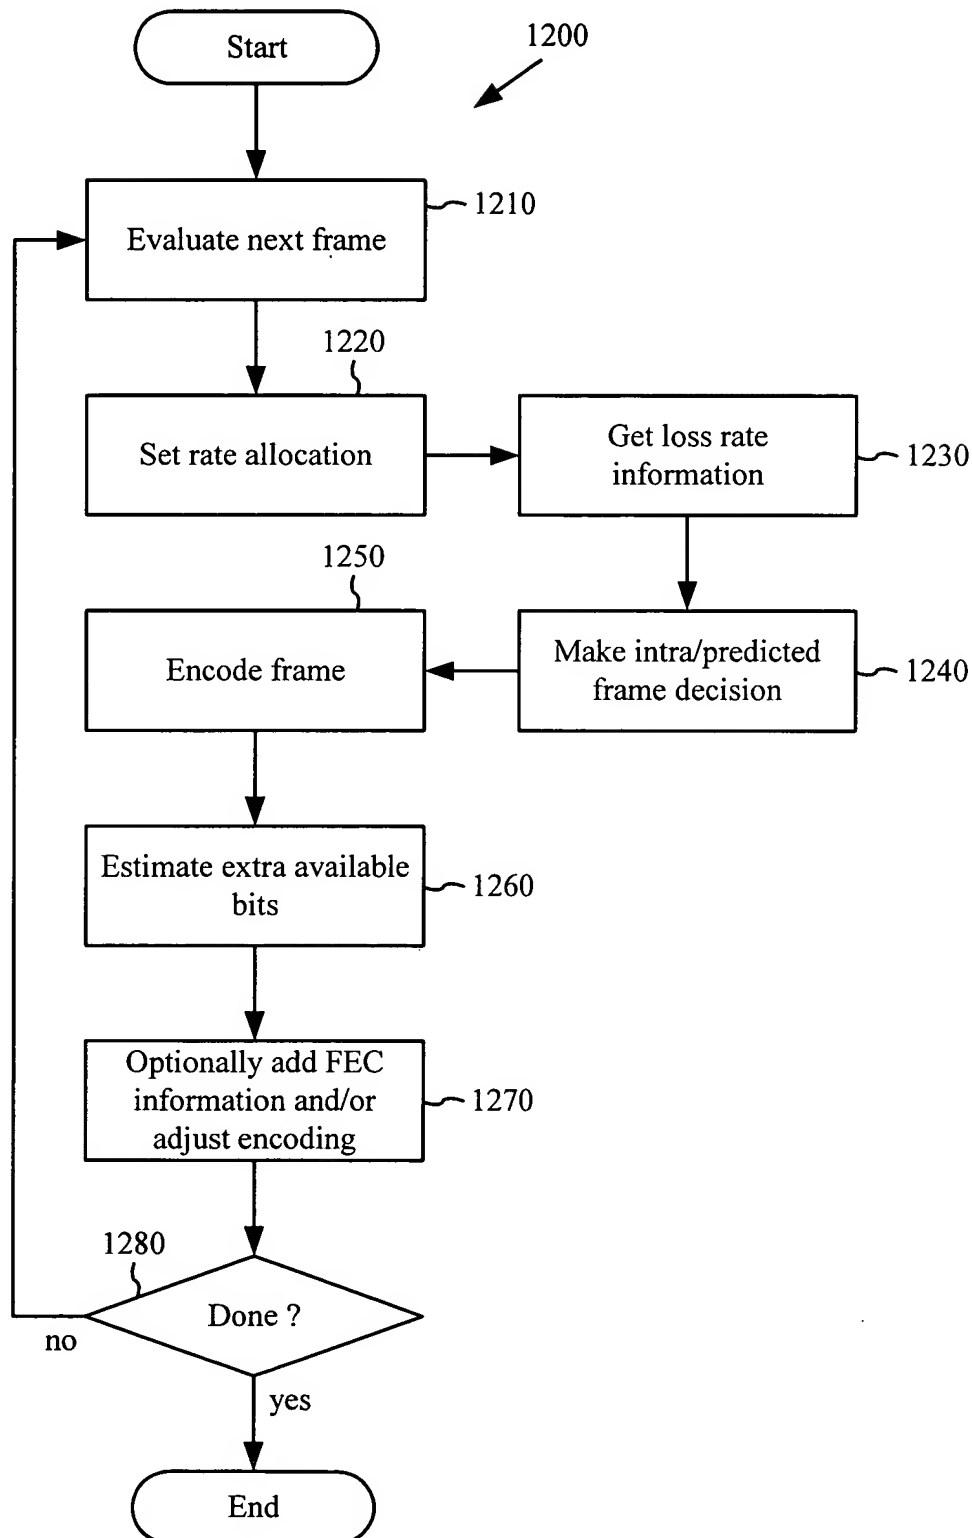 Start
1200
Evaluate next frame
1210
1220
Set rate allocation
Get loss rate
information
1230
1250
Encode frame
Make intra/predicted
frame decision
1240
Estimate extra available
bits
1260
Optionally add FEC
information and/or
adjust encoding
1270
1280
Done ?
no
yes
End